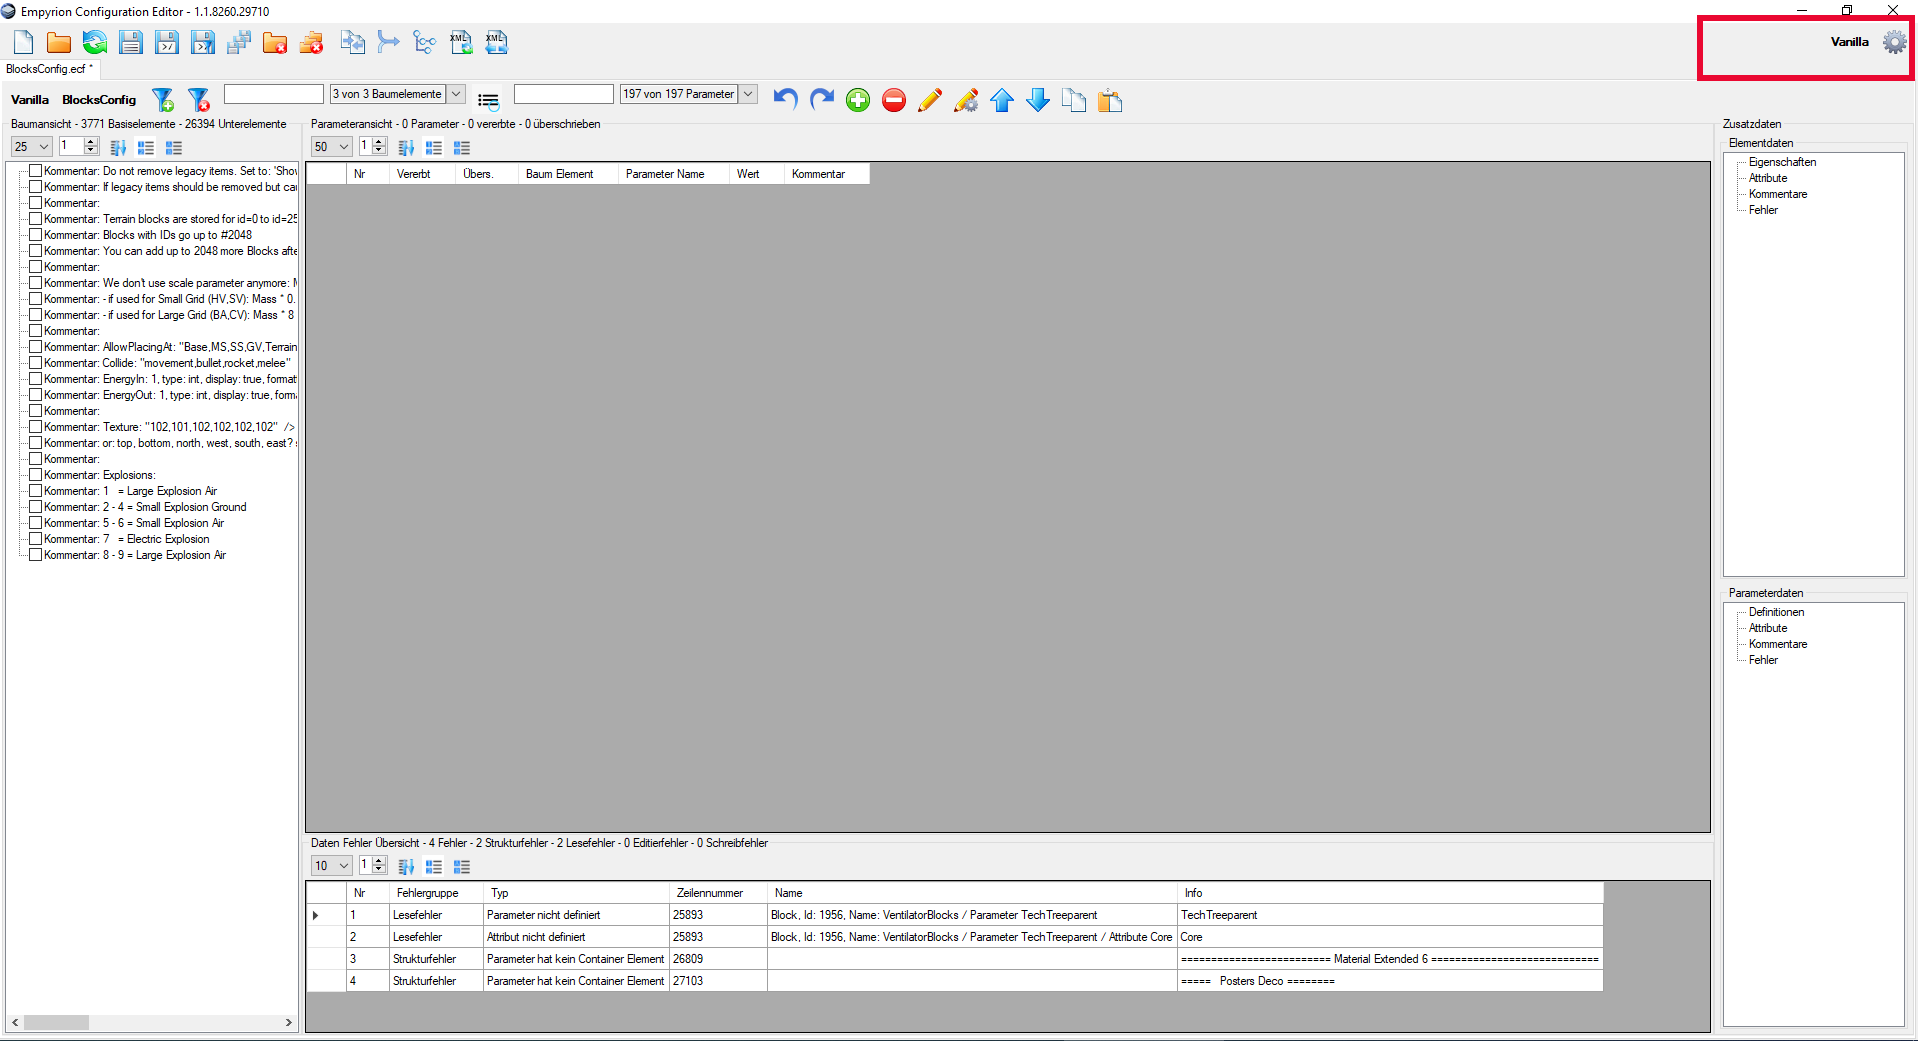 Empyrion Configuration Editor - 1.1.8260.29710
XML XML
Vanilla
BlocksConfig.ecf *
Vanilla BlocksConfig 3 von 3 Baumelemente 197 von 197 Parameter
Baumansicht - 3771 Basiselemente - 26394 Unterelemente
25 1
Kommentar: Do not remove legacy items. Set to: 'Show
Kommentar: If legacy items should be removed but cau
Kommentar:
Kommentar: Terrain blocks are stored for id=0 to id=25
Kommentar: Blocks with IDs go up to #2048
Kommentar: You can add up to 2048 more Blocks afte
Kommentar:
Kommentar: We don't use scale parameter anymore: M
Kommentar: - if used for Small Grid (HV,SV): Mass * 0.
Kommentar: - if used for Large Grid (BA,CV): Mass * 8
Kommentar:
Kommentar: AllowPlacingAt: "Base,MS,SS,GV,Terrain
Kommentar: Collide: "movement,bullet,rocket,melee"
Kommentar: EnergyIn: 1, type: int, display: true, format
Kommentar: EnergyOut: 1, type: int, display: true, form
Kommentar:
Kommentar: Texture: "102,101,102,102,102,102" />
Kommentar: or: top, bottom, north, west, south, east? s
Kommentar:
Kommentar: Explosions:
Kommentar: 1 = Large Explosion Air
Kommentar: 2 - 4 = Small Explosion Ground
Kommentar: 5 - 6 = Small Explosion Air
Kommentar: 7 = Electric Explosion
Kommentar: 8 - 9 = Large Explosion Air
Parameteransicht - 0 Parameter - 0 vererbte - 0 überschrieben
50 1
Nr Vererbt Übers. Baum Element Parameter Name Wert Kommentar
Daten Fehler Übersicht - 4 Fehler - 2 Strukturfehler - 2 Lesefehler - 0 Editierfehler - 0 Schreibfehler
10 1
Nr Fehlergruppe Typ Zeilennummer Name Info
1 Lesefehler Parameter nicht definiert 25893 Block, Id: 1956, Name: VentilatorBlocks / Parameter TechTreeparent TechTreeparent
2 Lesefehler Attribut nicht definiert 25893 Block, Id: 1956, Name: VentilatorBlocks / Parameter TechTreeparent / Attribute Core Core
3 Strukturfehler Parameter hat kein Container Element 26809 ========================= Material Extended 6 ============================
4 Strukturfehler Parameter hat kein Container Element 27103 ===== Posters Deco ========
Zusatzdaten
Elementdaten
Eigenschaften
Attribute
Kommentare
Fehler
Parameterdaten
Definitionen
Attribute
Kommentare
Fehler